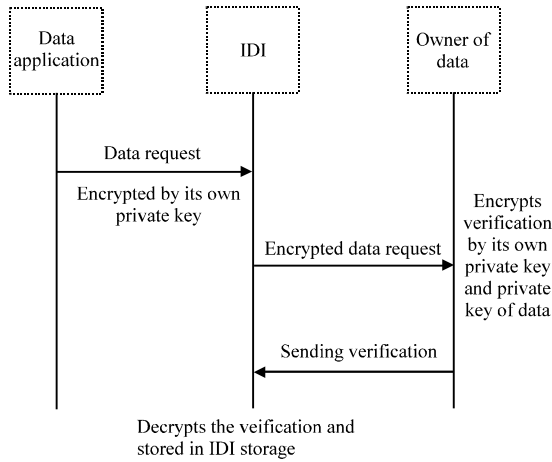 Data
application
IDI
Owner of
data
Data request
Encrypted by its own
private key
Encrypted data request
Encrypts
verification
by its own
private key
and private
key of data
Sending verification
Decrypts the veification and
stored in IDI storage